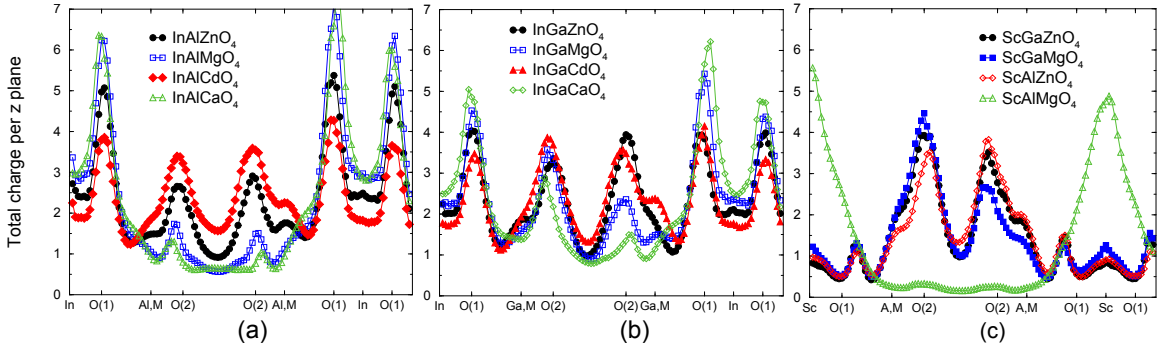 Total charge per z plane
7
6
5
4
3
2
1
0
InAlZnO4
InAlMgO4
InAlCdO4
InAlCaO4
In O(1) Al,M O(2) O(2) Al,M O(1) In O(1)
(a)
7
6
5
4
3
2
1
0
InGaZnO4
InGaMgO4
InGaCdO4
InGaCaO4
In O(1) Ga,M O(2) O(2) Ga,M O(1) In O(1)
(b)
7
6
5
4
3
2
1
0
ScGaZnO4
ScGaMgO4
ScAlZnO4
ScAlMgO4
Sc O(1) A,M O(2) O(2) A,M O(1) Sc O(1)
(c)